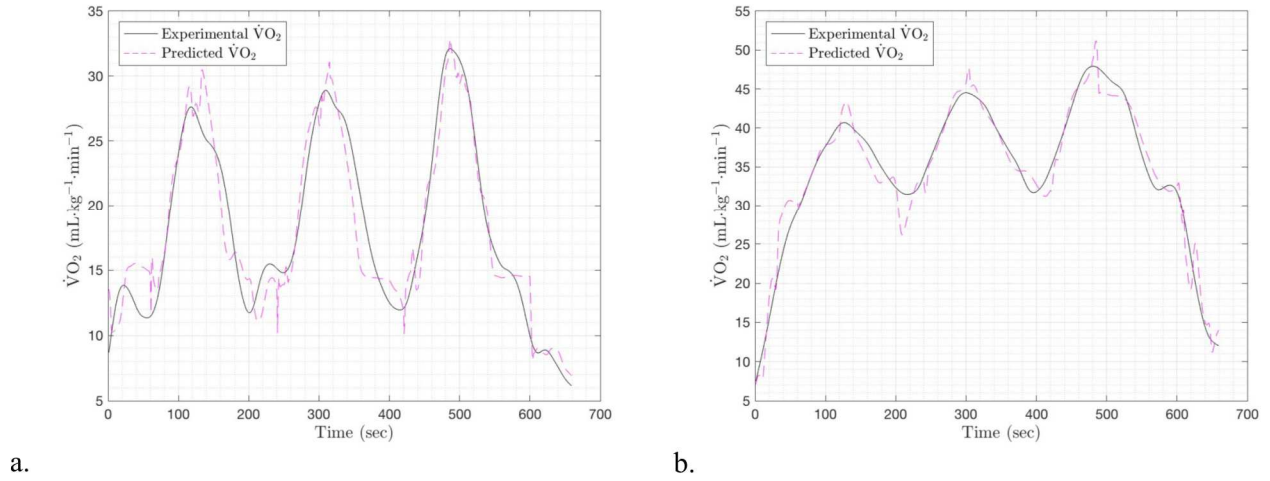 35
30
25
20
15
10
5
V̇O₂ (mL·kg⁻¹·min⁻¹)
Experimental V̇O₂
Predicted V̇O₂
0 100 200 300 400 500 600 700
Time (sec)
a.
55
50
45
40
35
30
25
20
15
10
5
V̇O₂ (mL·kg⁻¹·min⁻¹)
Experimental V̇O₂
Predicted V̇O₂
0 100 200 300 400 500 600 700
Time (sec)
b.